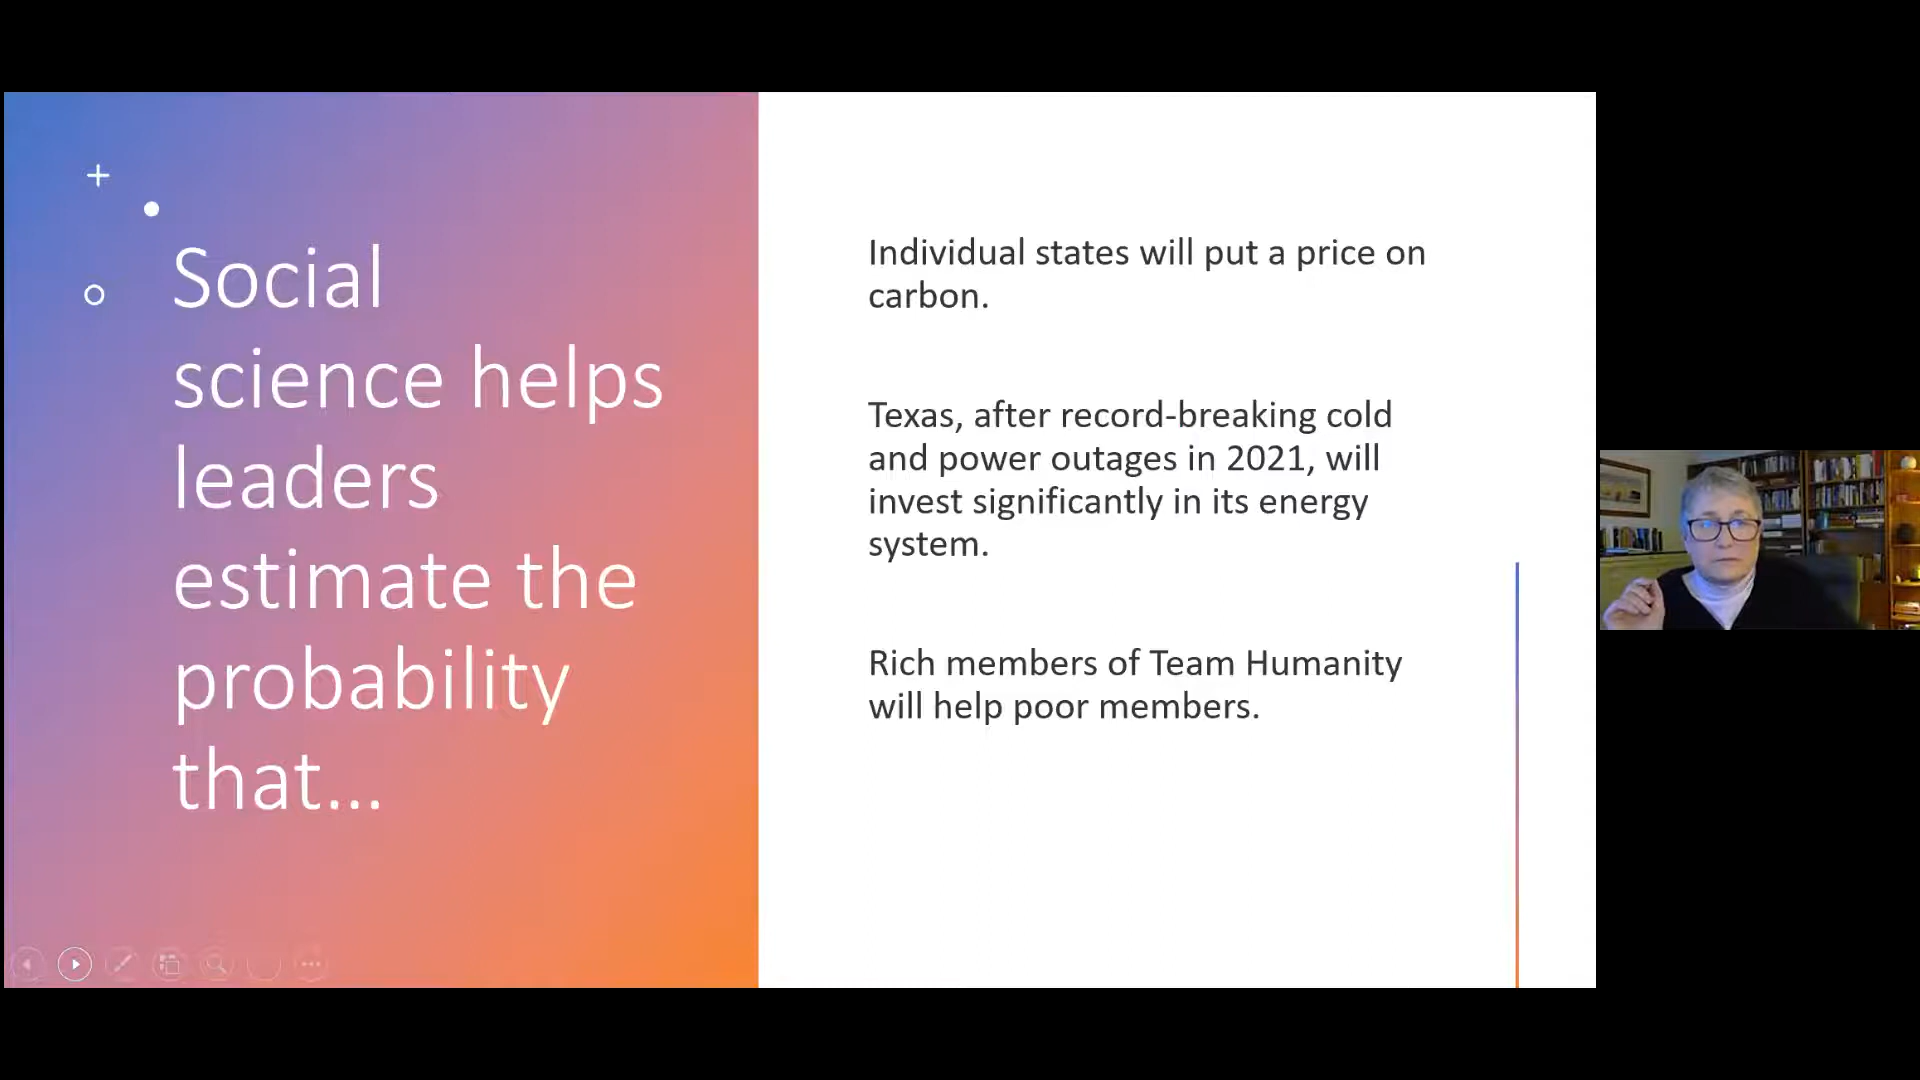 Social
science helps
leaders
estimate the
probability
that...
Individual states will put a price on
carbon.
Texas, after record-breaking cold
and power outages in 2021, will
invest significantly in its energy
system.
Rich members of Team Humanity
will help poor members.